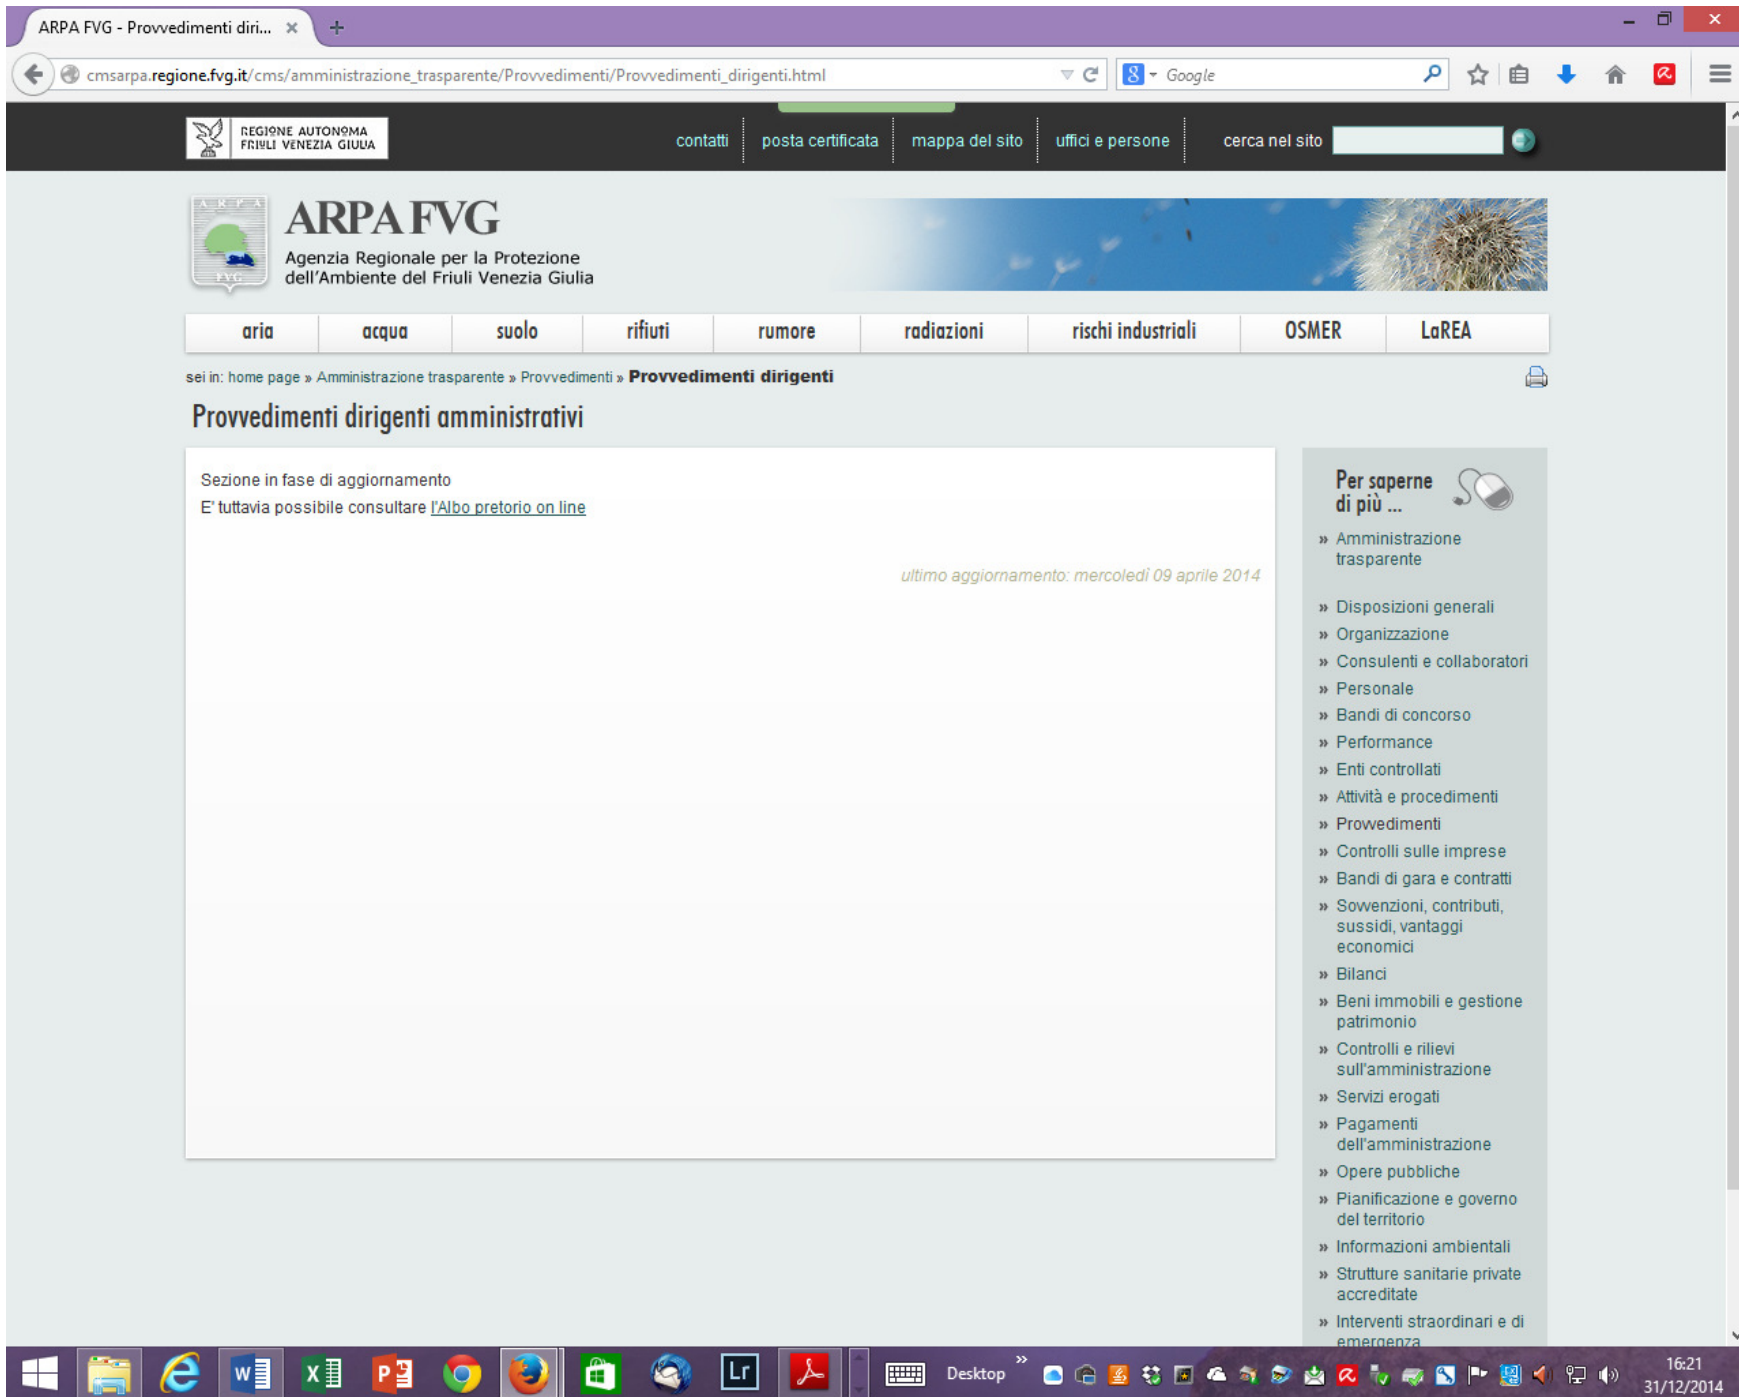 ARPA FVG - Provvedimenti diri...
cmsarpa.regione.fvg.it/cms/amministrazione_trasparente/Provvedimenti/Provvedimenti_dirigenti.html
Google
REGIONE AUTONOMA
FRIULI VENEZIA GIULIA
contatti
posta certificata
mappa del sito
uffici e persone
cerca nel sito
ARPA
FVG
ARPA FVG
Agenzia Regionale per la Protezione
dell'Ambiente del Friuli Venezia Giulia
aria
acqua
suolo
rifiuti
rumore
radiazioni
rischi industriali
OSMER
LaREA
sei in: home page » Amministrazione trasparente » Provvedimenti » Provvedimenti dirigenti
Provvedimenti dirigenti amministrativi
Sezione in fase di aggiornamento
E' tuttavia possibile consultare l'Albo pretorio on line
ultimo aggiornamento: mercoledì 09 aprile 2014
Per saperne
di più ...
» Amministrazione
trasparente
» Disposizioni generali
» Organizzazione
» Consulenti e collaboratori
» Personale
» Bandi di concorso
» Performance
» Enti controllati
» Attività e procedimenti
» Provvedimenti
» Controlli sulle imprese
» Bandi di gara e contratti
» Sovvenzioni, contributi,
sussidi, vantaggi
economici
» Bilanci
» Beni immobili e gestione
patrimonio
» Controlli e rilievi
sull'amministrazione
» Servizi erogati
» Pagamenti
dell'amministrazione
» Opere pubbliche
» Pianificazione e governo
del territorio
» Informazioni ambientali
» Strutture sanitarie private
accreditate
» Interventi straordinari e di
emergenza
Lr
Desktop
16:21
31/12/2014